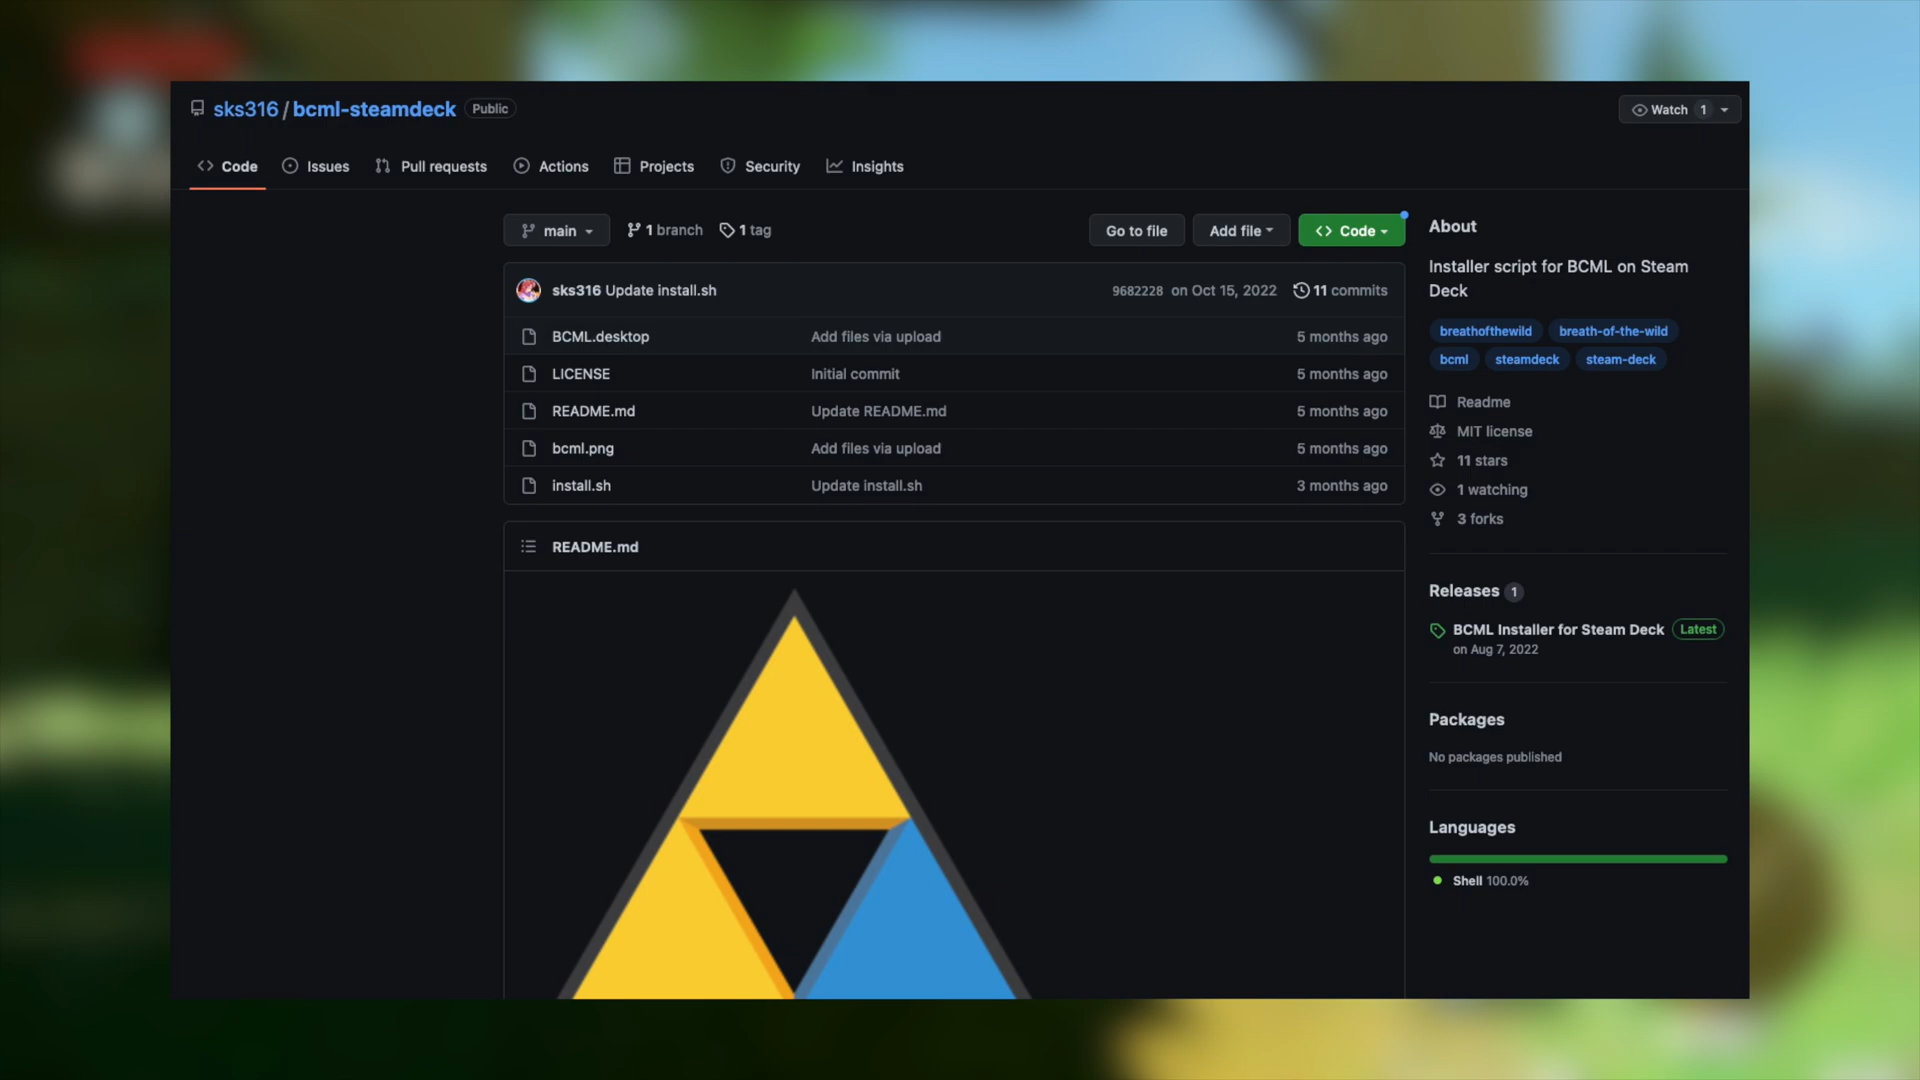 sks316 / bcml-steamdeck Public
Watch 1
Code Issues Pull requests Actions Projects Security Insights
main 1 branch 1 tag Go to file Add file Code
sks316 Update install.sh 9682228 on Oct 15, 2022 11 commits
BCML.desktop Add files via upload 5 months ago
LICENSE Initial commit 5 months ago
README.md Update README.md 5 months ago
bcml.png Add files via upload 5 months ago
install.sh Update install.sh 3 months ago
README.md
About
Installer script for BCML on Steam
Deck
breathofthewild breath-of-the-wild
bcml steamdeck steam-deck
Readme
MIT license
11 stars
1 watching
3 forks
Releases 1
BCML Installer for Steam Deck Latest
on Aug 7, 2022
Packages
No packages published
Languages
Shell 100.0%